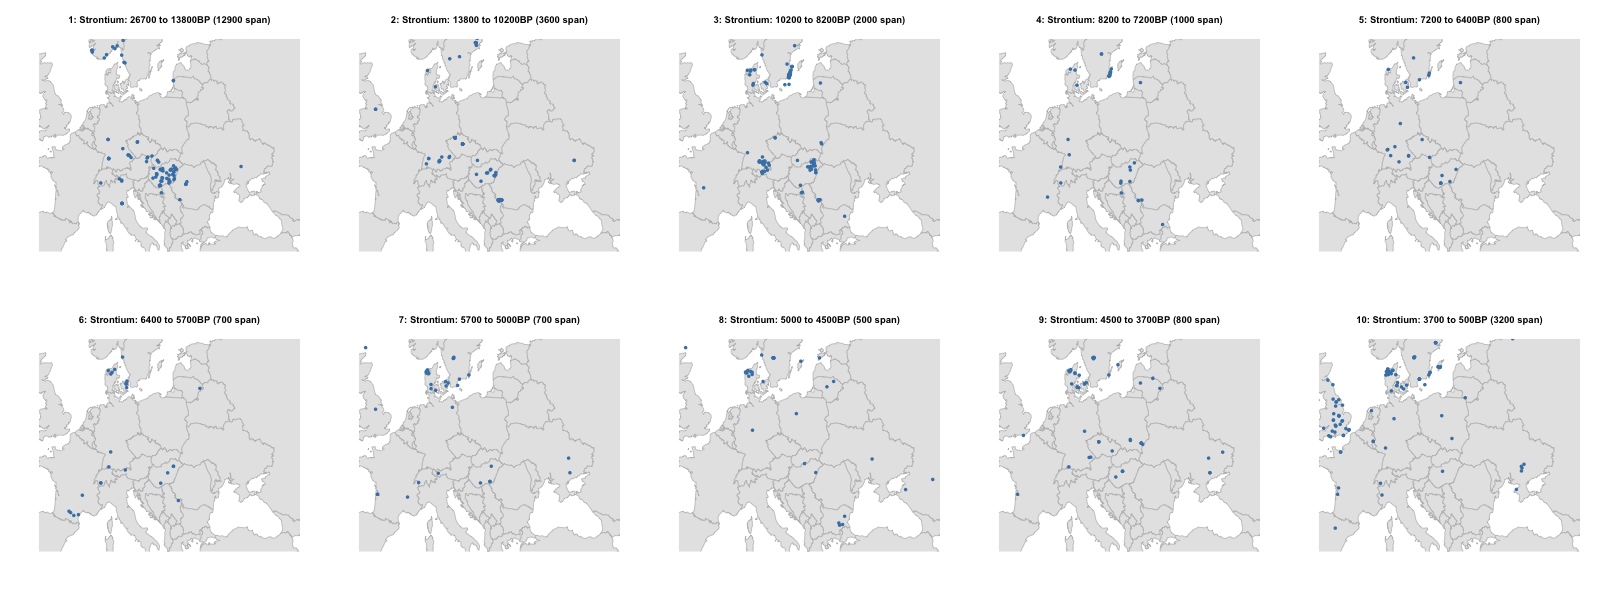 1: Strontium: 26700 to 13800BP (12900 span)
2: Strontium: 13800 to 10200BP (3600 span)
3: Strontium: 10200 to 8200BP (2000 span)
4: Strontium: 8200 to 7200BP (1000 span)
5: Strontium: 7200 to 6400BP (800 span)
6: Strontium: 6400 to 5700BP (700 span)
7: Strontium: 5700 to 5000BP (700 span)
8: Strontium: 5000 to 4500BP (500 span)
9: Strontium: 4500 to 3700BP (800 span)
10: Strontium: 3700 to 500BP (3200 span)